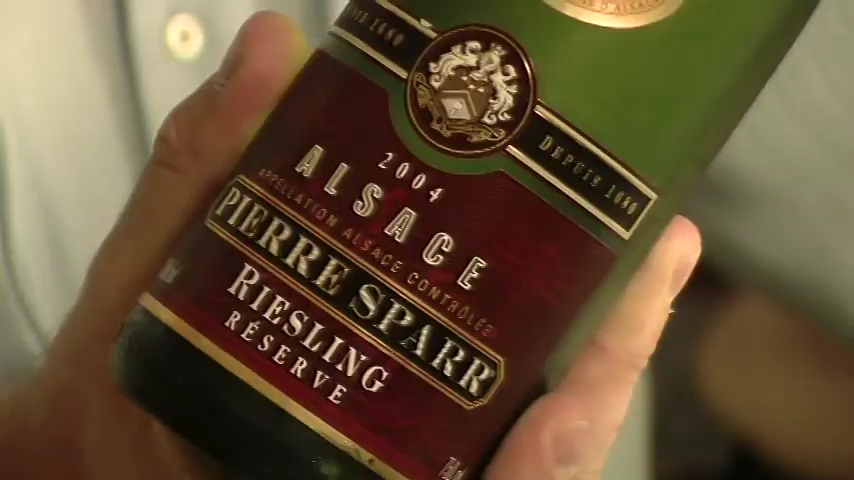 DEPUIS 1680
2004
ALSACE
APPELLATION ALSACE CONTRÔLÉE
PIERRE SPARR
RIESLING
RÉSERVE